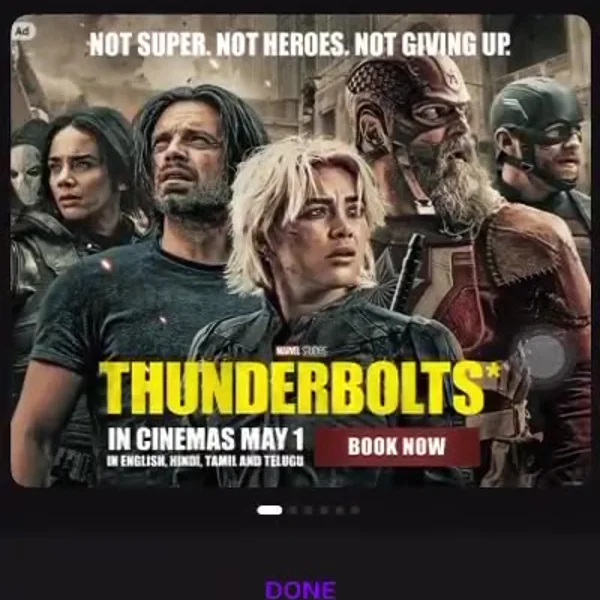 Ad
NOT SUPER. NOT HEROES. NOT GIVING UP.
MARVEL STUDIOS
THUNDERBOLTS*
IN CINEMAS MAY 1
IN ENGLISH, HINDI, TAMIL AND TELUGU
BOOK NOW
DONE